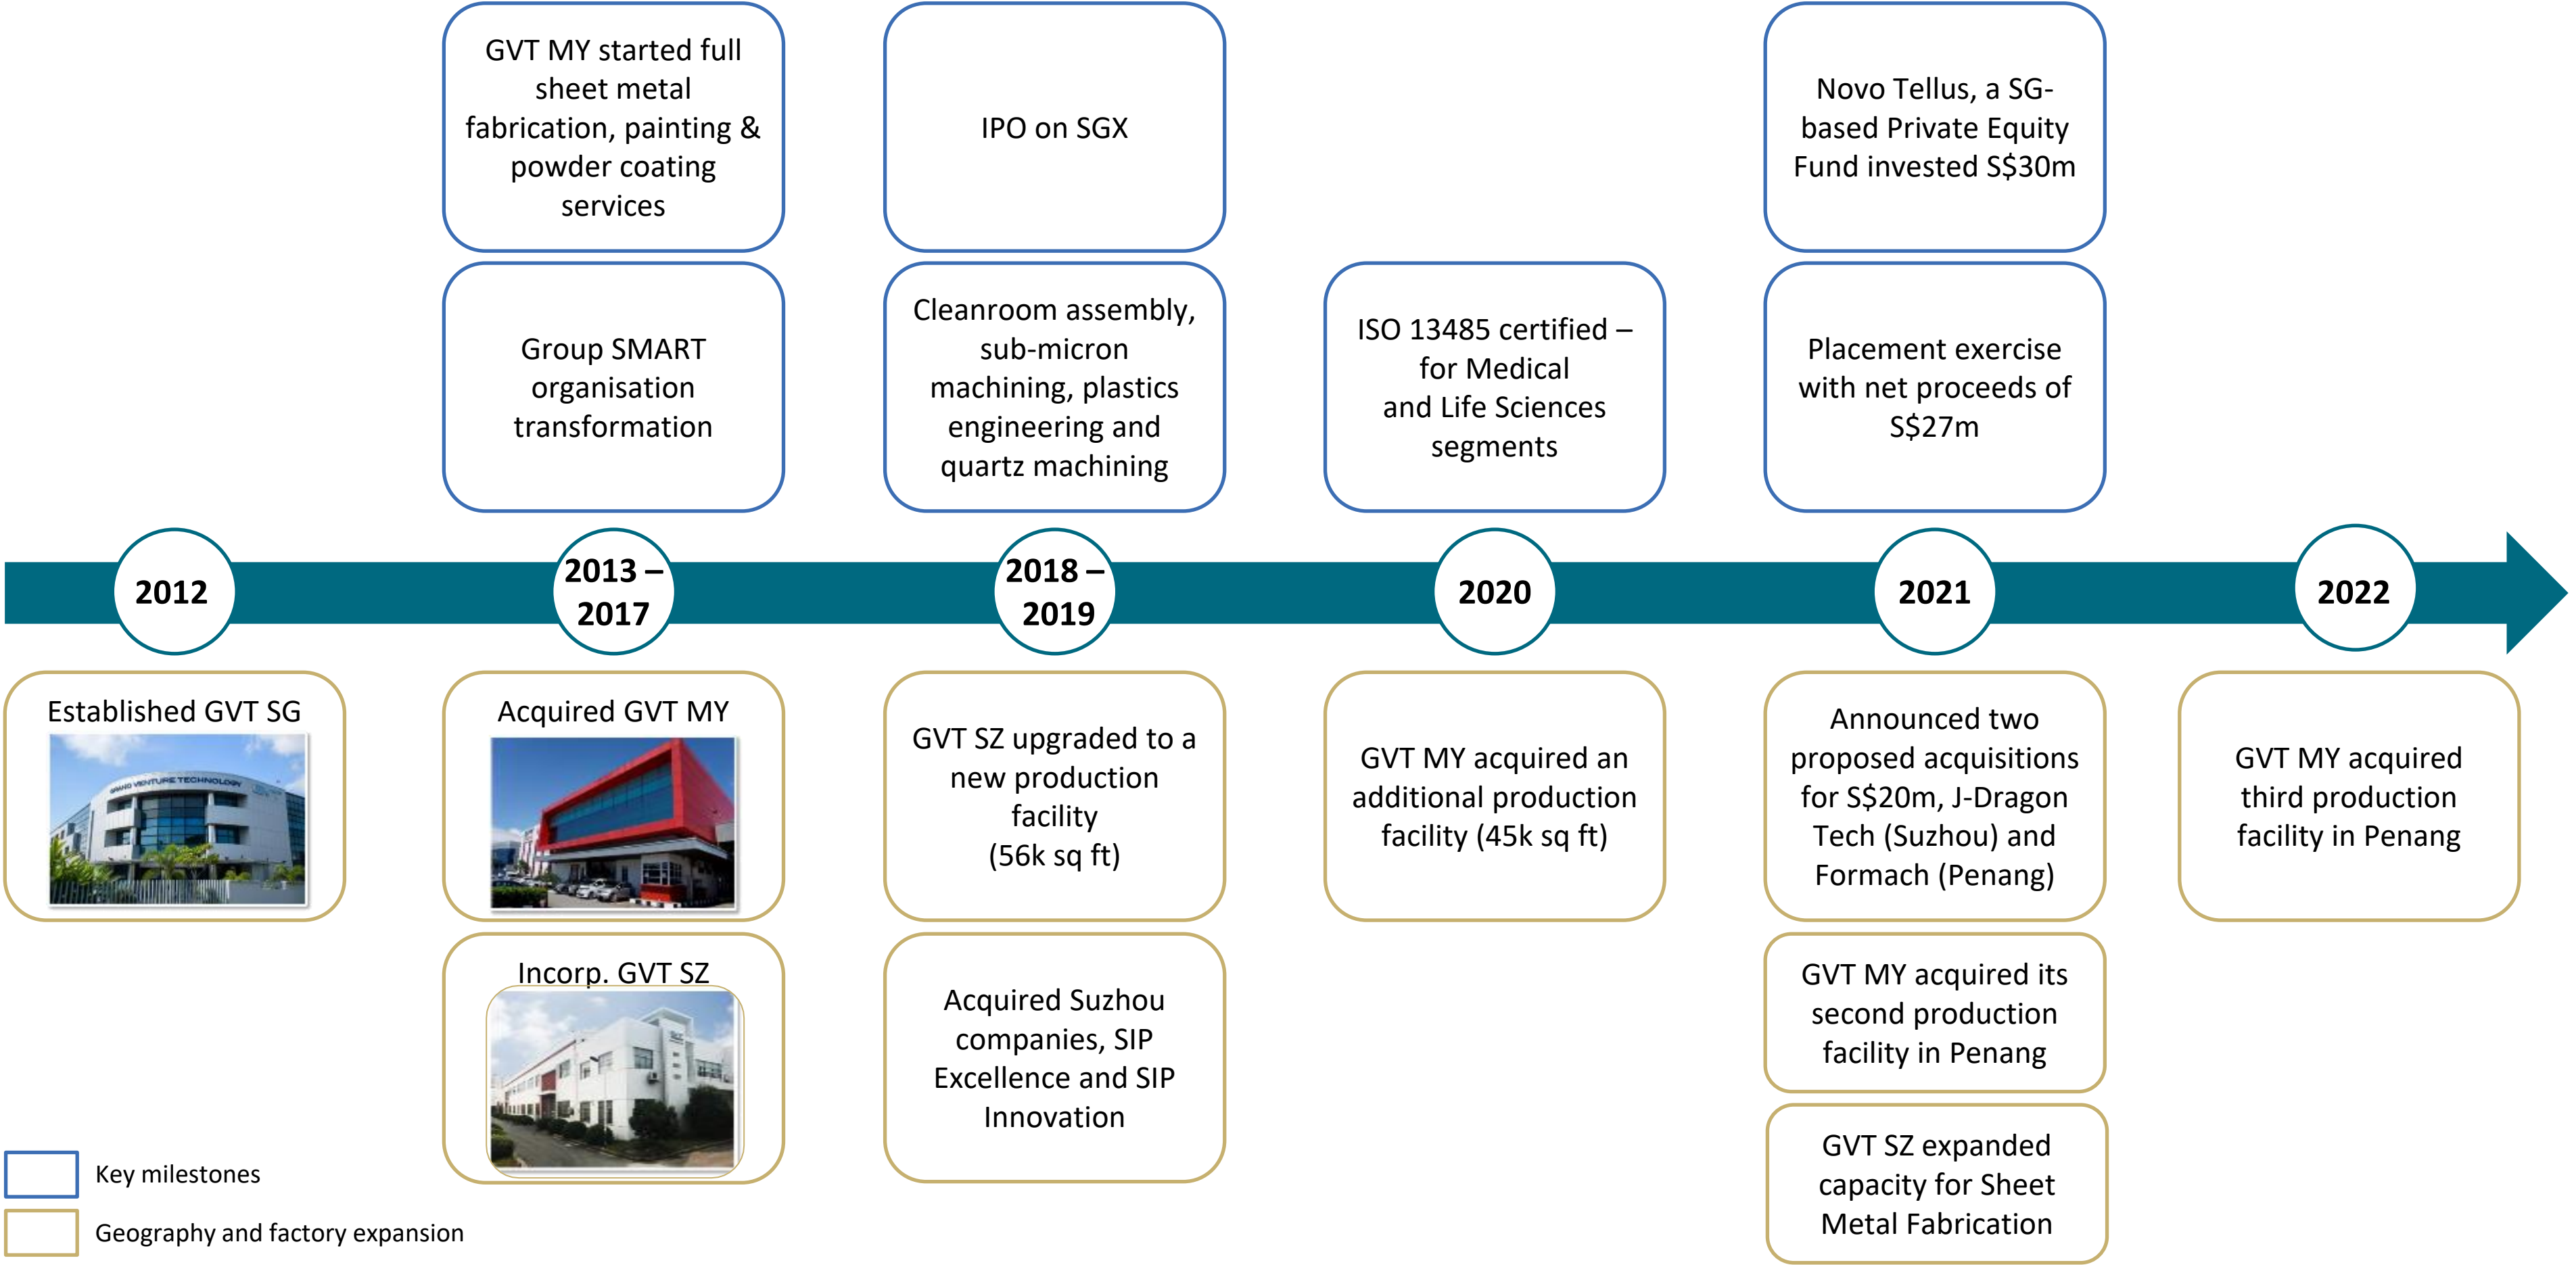 GVT MY started full
sheet metal
fabrication, painting &
powder coating
services
IPO on SGX
Novo Tellus, a SG-
based Private Equity
Fund invested S$30m
Group SMART
organisation
transformation
Cleanroom assembly,
sub-micron
machining, plastics
engineering and
quartz machining
ISO 13485 certified –
for Medical
and Life Sciences
segments
Placement exercise
with net proceeds of
S$27m
2012
2013 –
2017
2018 –
2019
2020
2021
2022
Established GVT SG
GRAND VENTURE TECHNOLOGY
Acquired GVT MY
GVT SZ upgraded to a
new production
facility
(56k sq ft)
GVT MY acquired an
additional production
facility (45k sq ft)
Announced two
proposed acquisitions
for S$20m, J-Dragon
Tech (Suzhou) and
Formach (Penang)
GVT MY acquired
third production
facility in Penang
Incorp. GVT SZ
Acquired Suzhou
companies, SIP
Excellence and SIP
Innovation
GVT MY acquired its
second production
facility in Penang
GVT SZ expanded
capacity for Sheet
Metal Fabrication
Key milestones
Geography and factory expansion